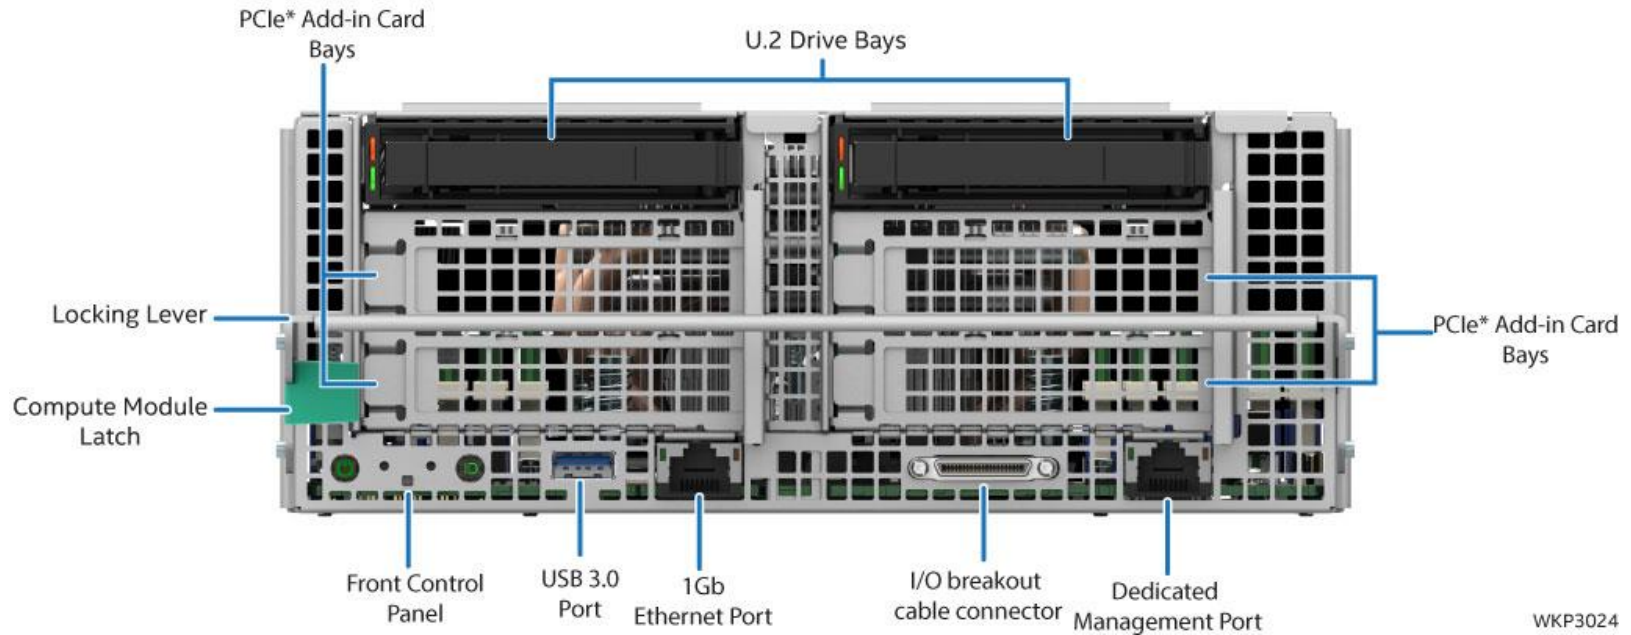 PCIe* Add-in Card
Bays
U.2 Drive Bays
Locking Lever
PCIe* Add-in Card
Bays
Compute Module
Latch
Front Control
Panel
USB 3.0
Port
1Gb
Ethernet Port
I/O breakout
cable connector
Dedicated
Management Port
WKP3024